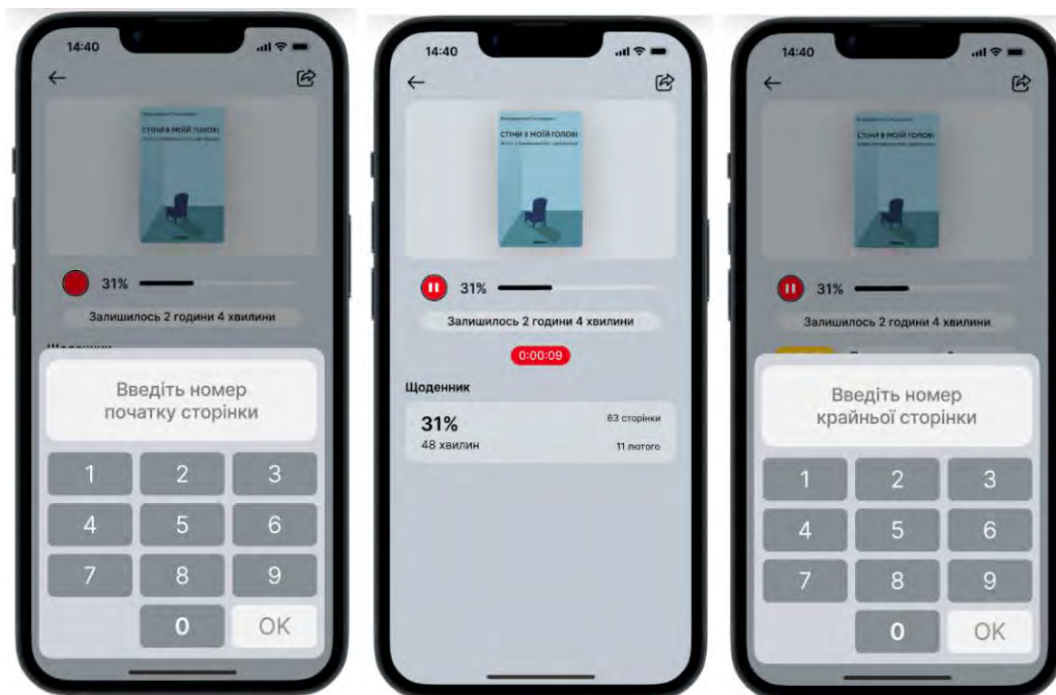 14:40
СТІНИ В МОЇЙ ГОЛОВІ
31%
Залишилось 2 години 4 хвилини
Щоденник
Введіть номер
початку сторінки
1 2 3
4 5 6
7 8 9
0 OK
14:40
СТІНИ В МОЇЙ ГОЛОВІ
31%
Залишилось 2 години 4 хвилини
0:00:09
Щоденник
31% 63 сторінки
48 хвилин 11 лютого
14:40
СТІНИ В МОЇЙ ГОЛОВІ
31%
Залишилось 2 години 4 хвилини
Введіть номер
крайньої сторінки
1 2 3
4 5 6
7 8 9
0 OK